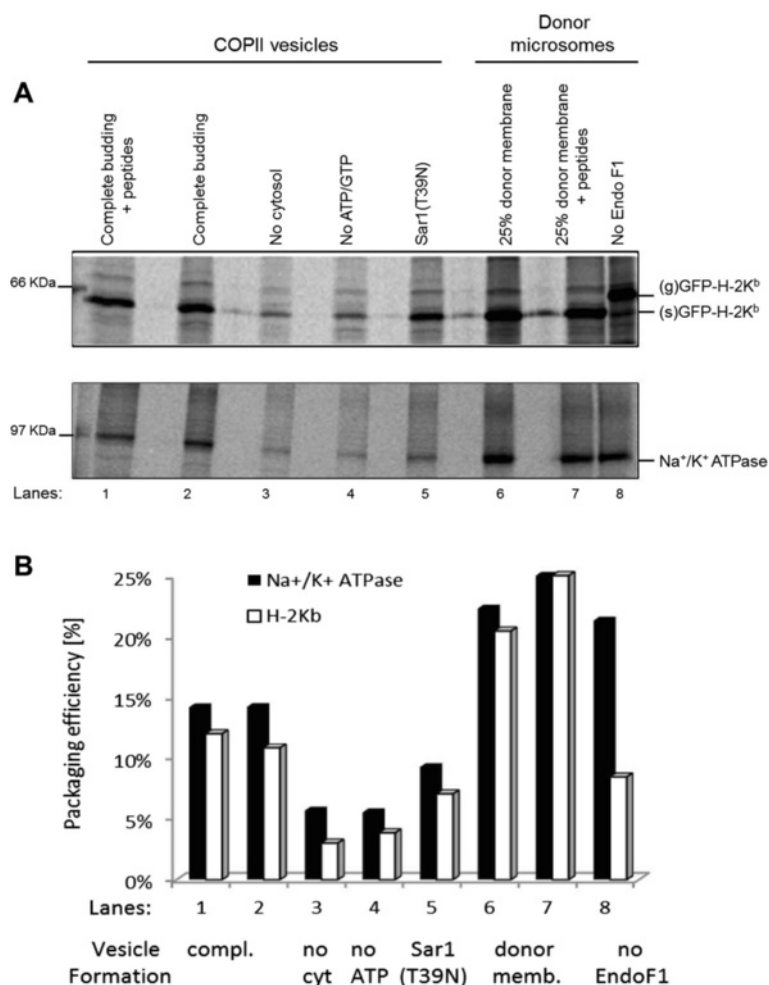 COPII vesicles
Donor
microsomes
A
Complete budding
+ peptides
Complete budding
No cytosol
No ATP/GTP
Sar1(T39N)
25% donor membrane
25% donor membrane
+ peptides
No Endo F1
66 KDa
(g)GFP-H-2Kᵇ
(s)GFP-H-2Kᵇ
97 KDa
Na⁺/K⁺ ATPase
Lanes: 1 2 3 4 5 6 7 8
B
Packaging efficiency [%]
25%
20%
15%
10%
5%
0%
Na+/K+ ATPase
H-2Kb
Lanes: 1 2 3 4 5 6 7 8
Vesicle compl. no no Sar1 donor no
Formation cyt ATP (T39N) memb. EndoF1